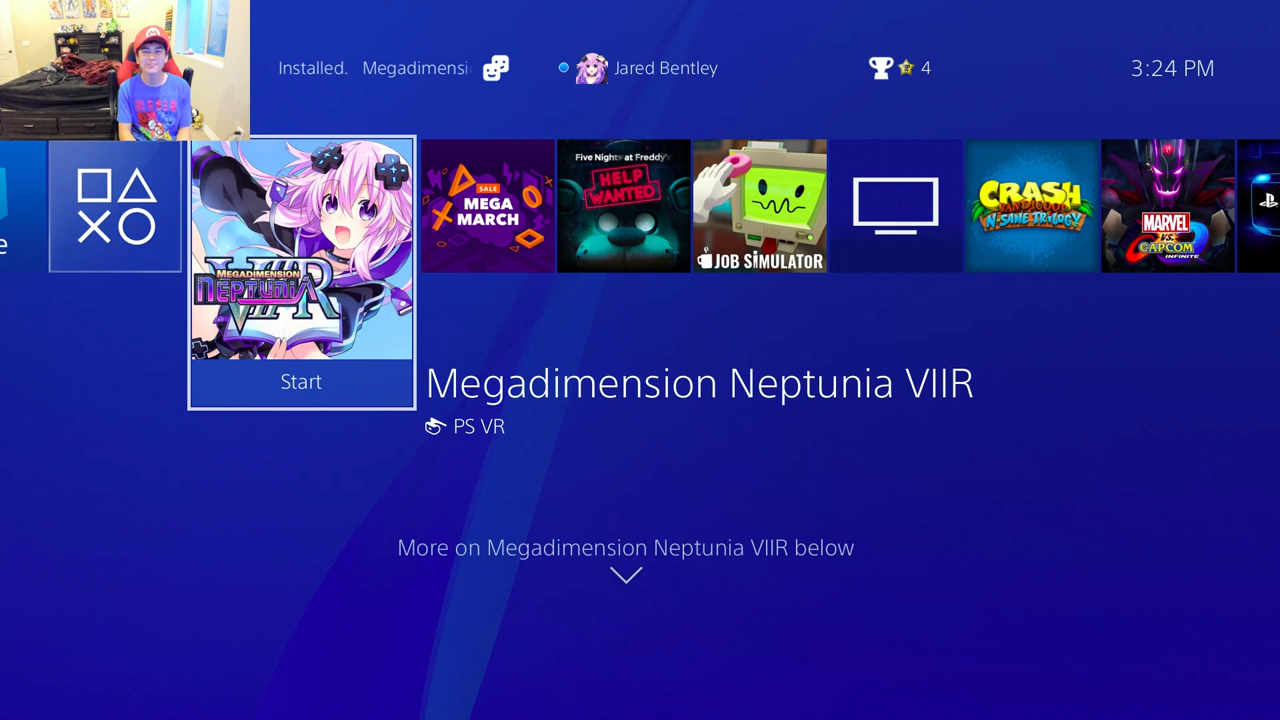 Installed. Megadimensi
Jared Bentley
4
3:24 PM
e
MEGADIMENSION
NEPTUNIA
VIIR
Start
SALE
MEGA
MARCH
Five Nights at Freddy's
HELP
WANTED
JOB SIMULATOR
CRASH
BANDICOOT
N. SANE TRILOGY
MARVEL
VS.
CAPCOM
INFINITE
Megadimension Neptunia VIIR
PS VR
More on Megadimension Neptunia VIIR below